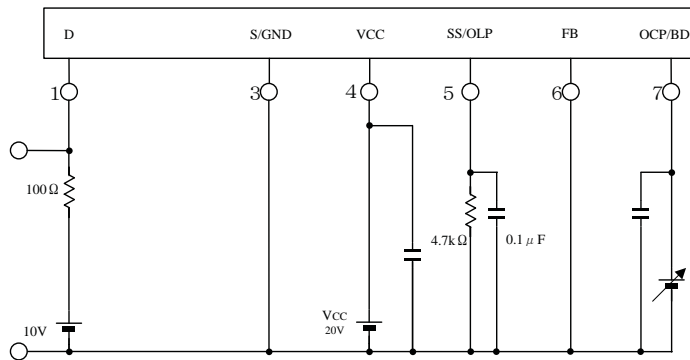 D S/GND VCC SS/OLP FB OCP/BD
1 3 4 5 6 7
100Ω
4.7kΩ 0.1μF
10V
VCC
20V